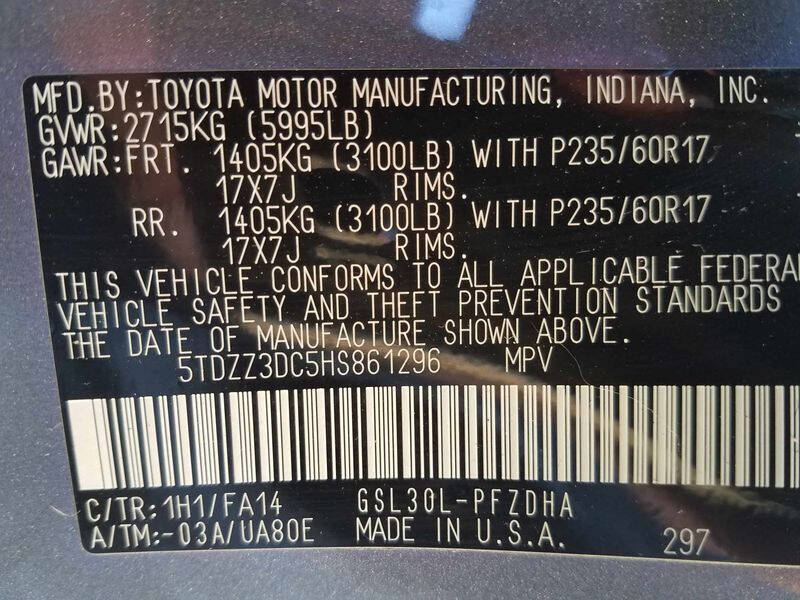 MFD.BY:TOYOTA MOTOR MANUFACTURING, INDIANA, INC.
GVWR:2715KG (5995LB)
GAWR:FRT. 1405KG (3100LB) WITH P235/60R17
17X7J RIMS.
RR. 1405KG (3100LB) WITH P235/60R17
17X7J RIMS.
THIS VEHICLE CONFORMS TO ALL APPLICABLE FEDERA
VEHICLE SAFETY AND THEFT PREVENTION STANDARDS
THE DATE OF MANUFACTURE SHOWN ABOVE.
5TDZZ3DC5HS861296 MPV
C/TR:1H1/FA14 GSL30L-PFZDHA
A/TM:-03A/UA80E MADE IN U.S.A. 297